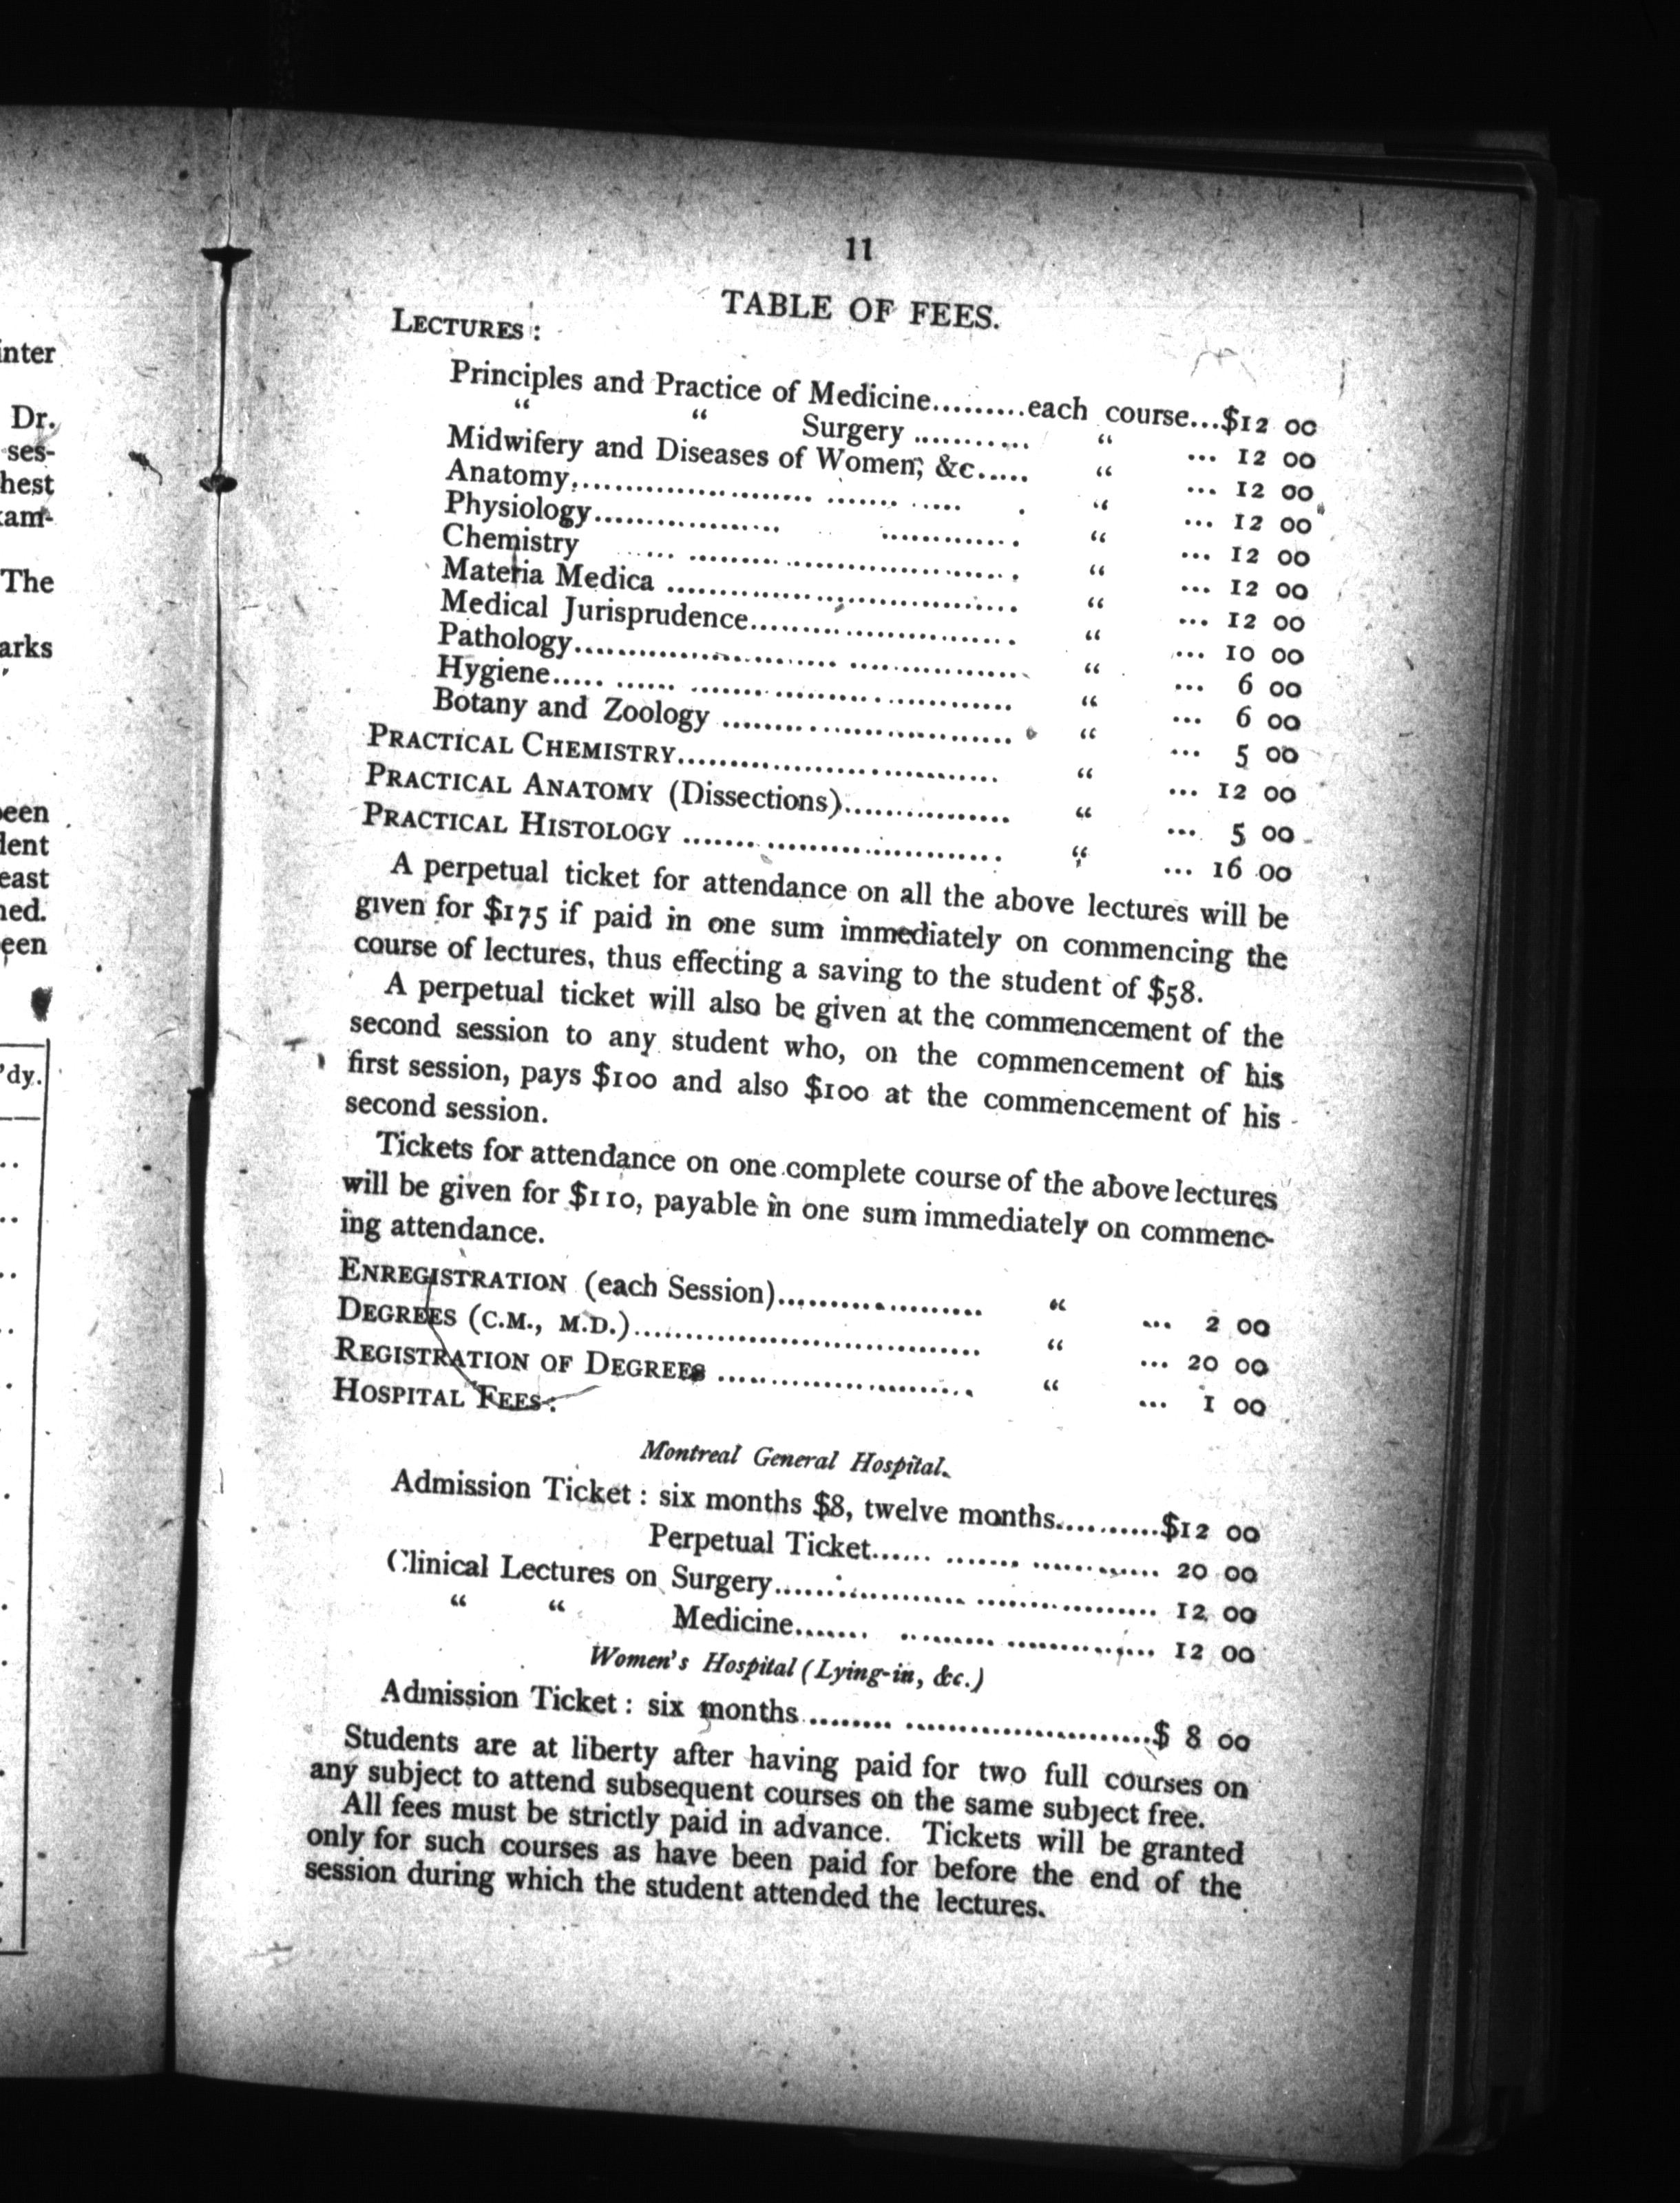 inter
Dr.
ses-
hest
xam-
The
arks
"
been
dent
east
ned.
een
'dy.
11
TABLE OF FEES.
LECTURES :
Principles and Practice of Medicine.........each course...$12 00
“ “ Surgery ........... “ ... 12 00
Midwifery and Diseases of Women, &c..... “ ... 12 00
Anatomy............................ “ ... 12 00
Physiology............................ “ ... 12 00
Chemistry ............................ “ ... 12 00
Materia Medica ............................ “ ... 12 00
Medical Jurisprudence............................ “ ... 10 00
Pathology............................ “ ... 6 00
Hygiene............................ “ ... 6 00
Botany and Zoology ............................ “ ... 5 00
PRACTICAL CHEMISTRY............................ “ ... 12 00
PRACTICAL ANATOMY (Dissections)................ “ ... 5 00
PRACTICAL HISTOLOGY ............................ “ ... 16 00
A perpetual ticket for attendance on all the above lectures will be
given for $175 if paid in one sum immediately on commencing the
course of lectures, thus effecting a saving to the student of $58.
A perpetual ticket will also be given at the commencement of the
second session to any student who, on the commencement of his
first session, pays $100 and also $100 at the commencement of his
second session.
Tickets for attendance on one complete course of the above lectures
will be given for $110, payable in one sum immediately on commenc-
ing attendance.
ENREGISTRATION (each Session).................... “ ... 2 00
DEGREES (C.M., M.D.)............................ “ ... 20 00
REGISTRATION OF DEGREES ........................ “ ... 1 00
HOSPITAL FEES :
Montreal General Hospital.
Admission Ticket : six months $8, twelve months...........$12 00
Perpetual Ticket............................ 20 00
Clinical Lectures on Surgery............................ 12 00
“ “ Medicine............................ 12 00
Women's Hospital (Lying-in, &c.)
Admission Ticket : six months ............................$ 8 00
Students are at liberty after having paid for two full courses on
any subject to attend subsequent courses on the same subject free.
All fees must be strictly paid in advance. Tickets will be granted
only for such courses as have been paid for before the end of the
session during which the student attended the lectures.